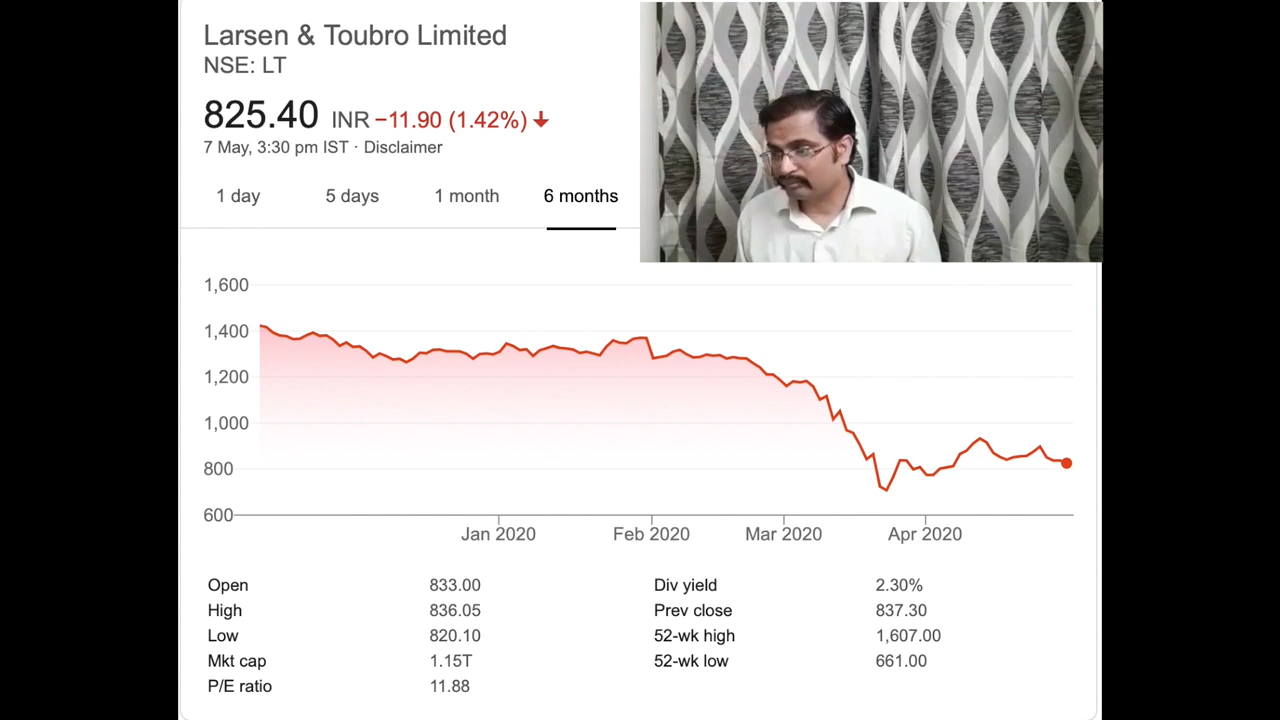 Larsen & Toubro Limited
NSE: LT
825.40 INR −11.90 (1.42%) ↓
7 May, 3:30 pm IST · Disclaimer
1 day 5 days 1 month 6 months
1,600
1,400
1,200
1,000
800
600
Jan 2020 Feb 2020 Mar 2020 Apr 2020
Open 833.00 Div yield 2.30%
High 836.05 Prev close 837.30
Low 820.10 52-wk high 1,607.00
Mkt cap 1.15T 52-wk low 661.00
P/E ratio 11.88